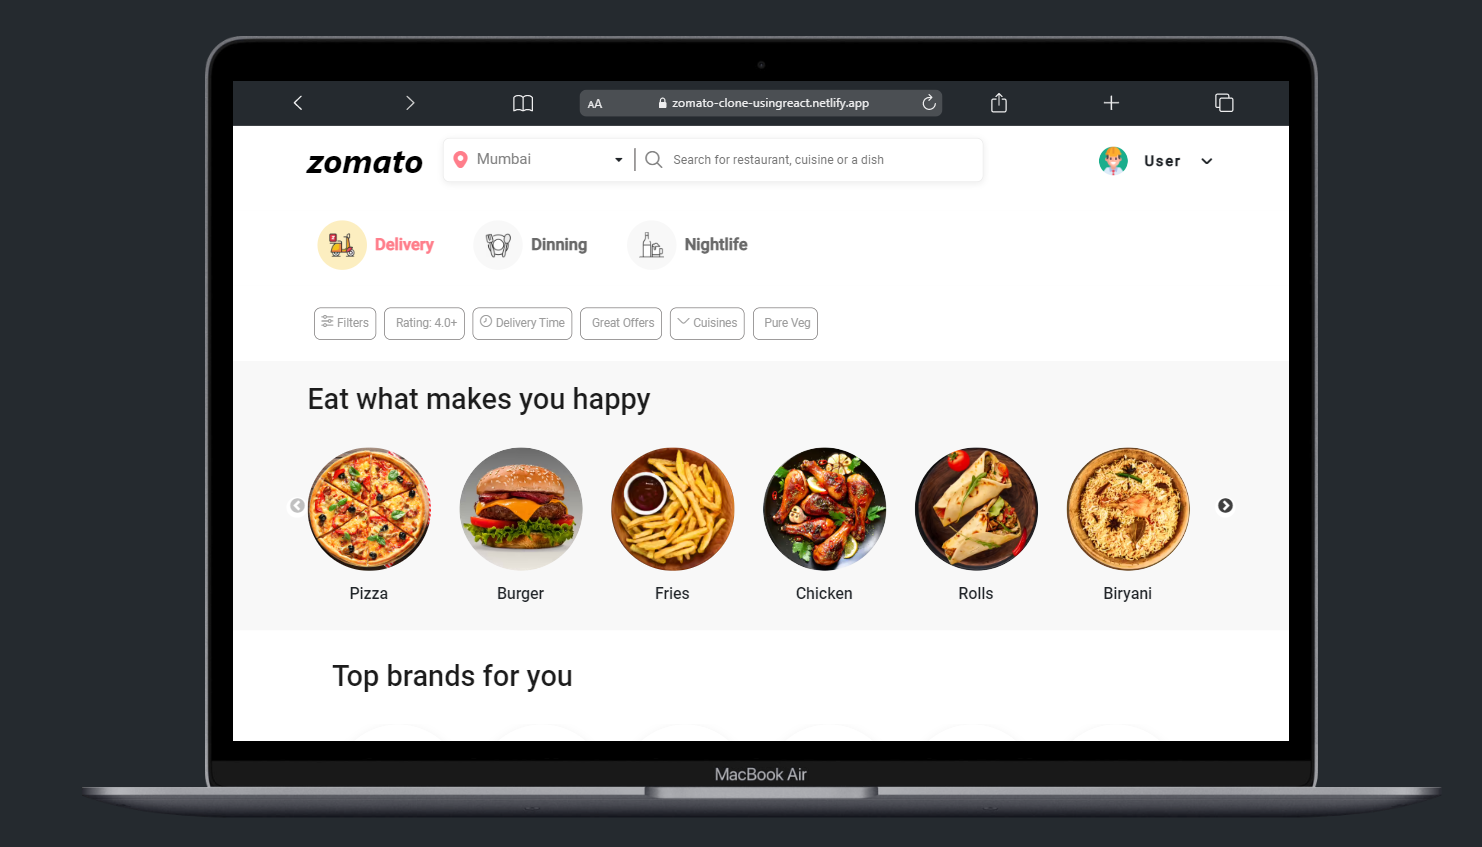 AA zomato-clone-usingreact.netlify.app
zomato Mumbai Search for restaurant, cuisine or a dish User
Delivery Dinning Nightlife
Filters Rating: 4.0+ Delivery Time Great Offers Cuisines Pure Veg
Eat what makes you happy
Pizza Burger Fries Chicken Rolls Biryani
Top brands for you
MacBook Air